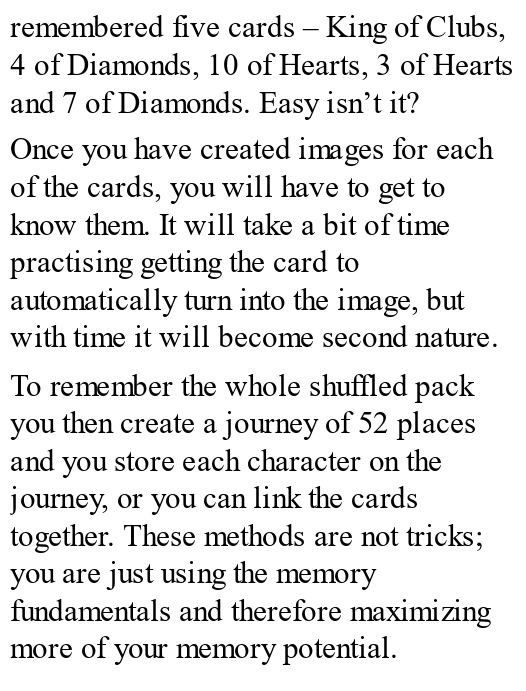 remembered five cards – King of Clubs,
4 of Diamonds, 10 of Hearts, 3 of Hearts
and 7 of Diamonds. Easy isn’t it?
Once you have created images for each
of the cards, you will have to get to
know them. It will take a bit of time
practising getting the card to
automatically turn into the image, but
with time it will become second nature.
To remember the whole shuffled pack
you then create a journey of 52 places
and you store each character on the
journey, or you can link the cards
together. These methods are not tricks;
you are just using the memory
fundamentals and therefore maximizing
more of your memory potential.